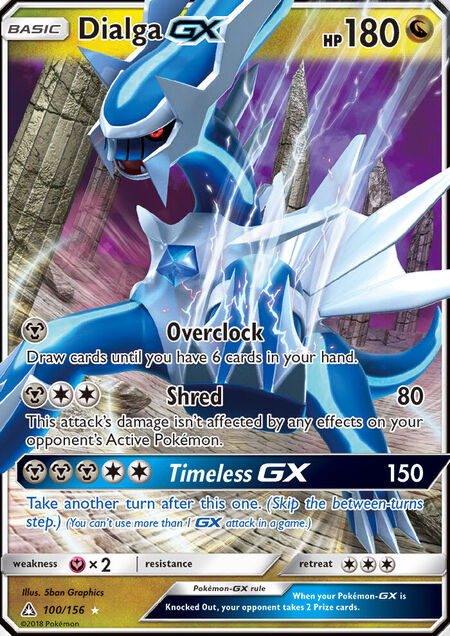 BASIC Dialga GX HP 180
Overclock
Draw cards until you have 6 cards in your hand.
Shred 80
This attack's damage isn't affected by any effects on your
opponent's Active Pokémon.
Timeless GX 150
Take another turn after this one. (Skip the between-turns
step.) (You can't use more than 1 GX attack in a game.)
weakness × 2 resistance retreat
Illus. 5ban Graphics
Pokémon-GX rule
When your Pokémon-GX is
Knocked Out, your opponent takes 2 Prize cards.
100/156
©2018 Pokémon